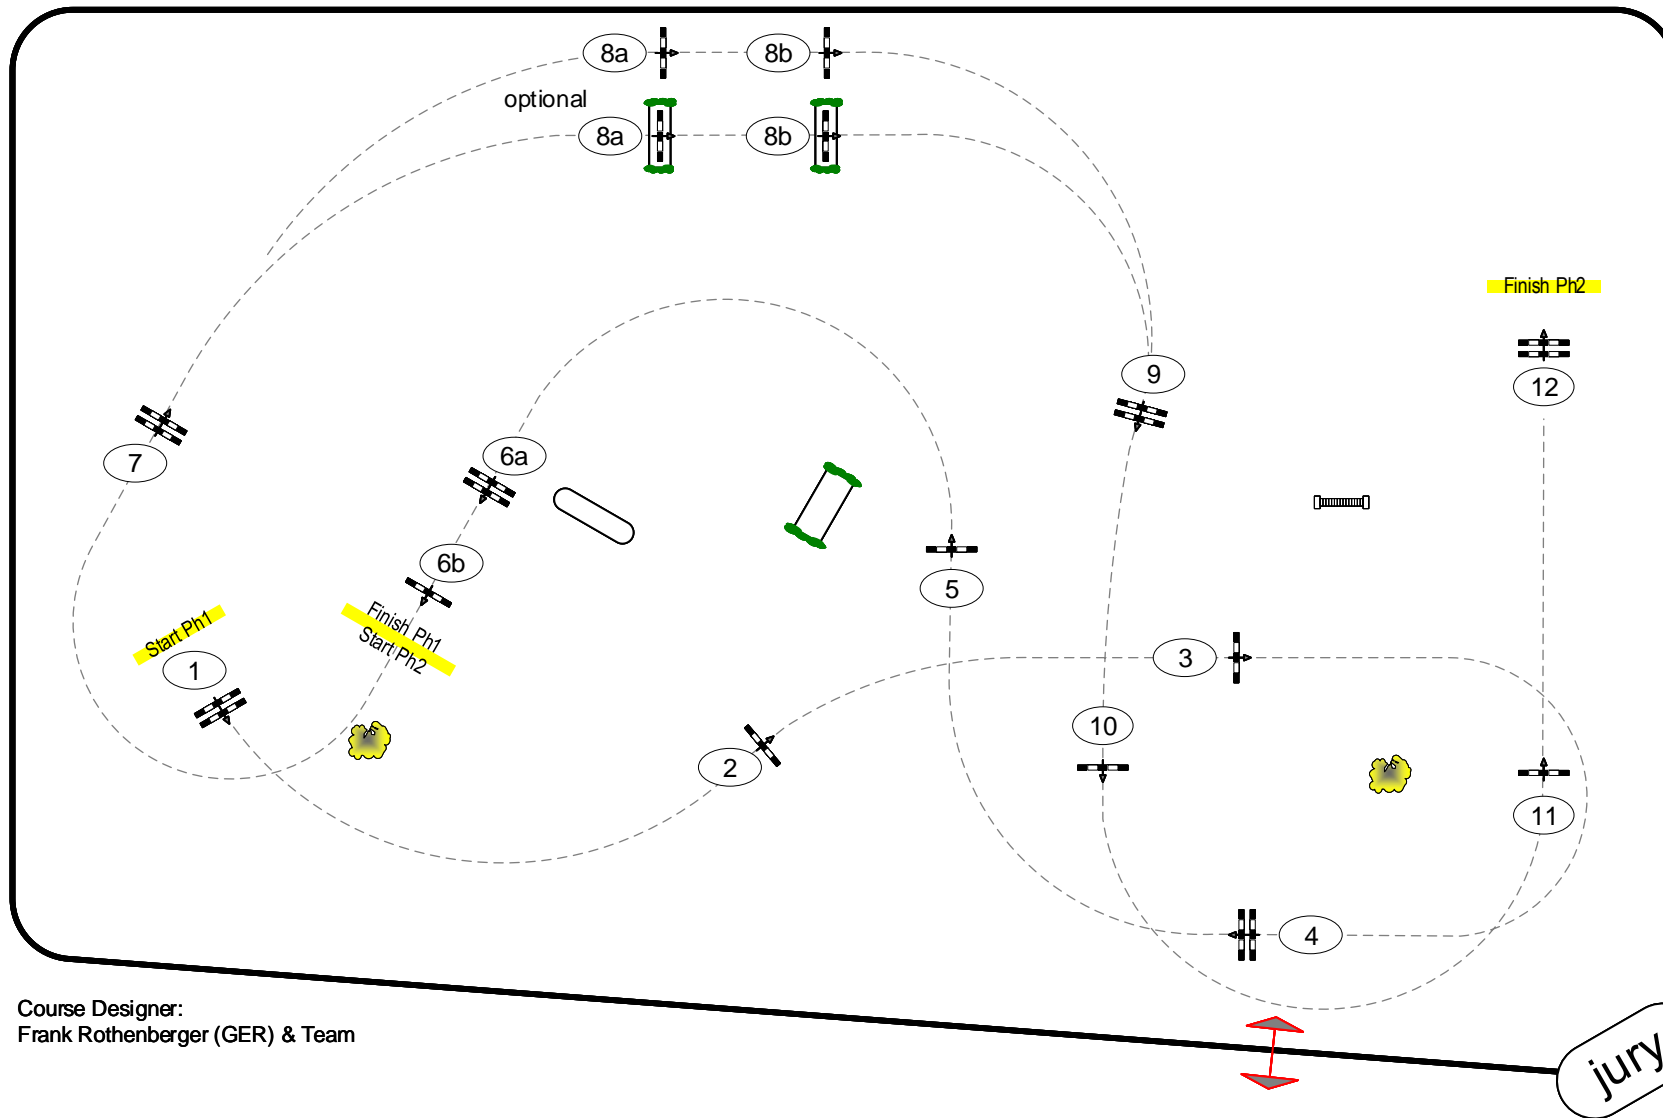 8a
8b
optional
8a
8b
Finish Ph2
9
12
6a
7
6b
5
Start Ph1
Finish Ph1
Start Ph2
1
3
10
2
11
4
Course Designer:
Frank Rothenberger (GER) & Team
jury